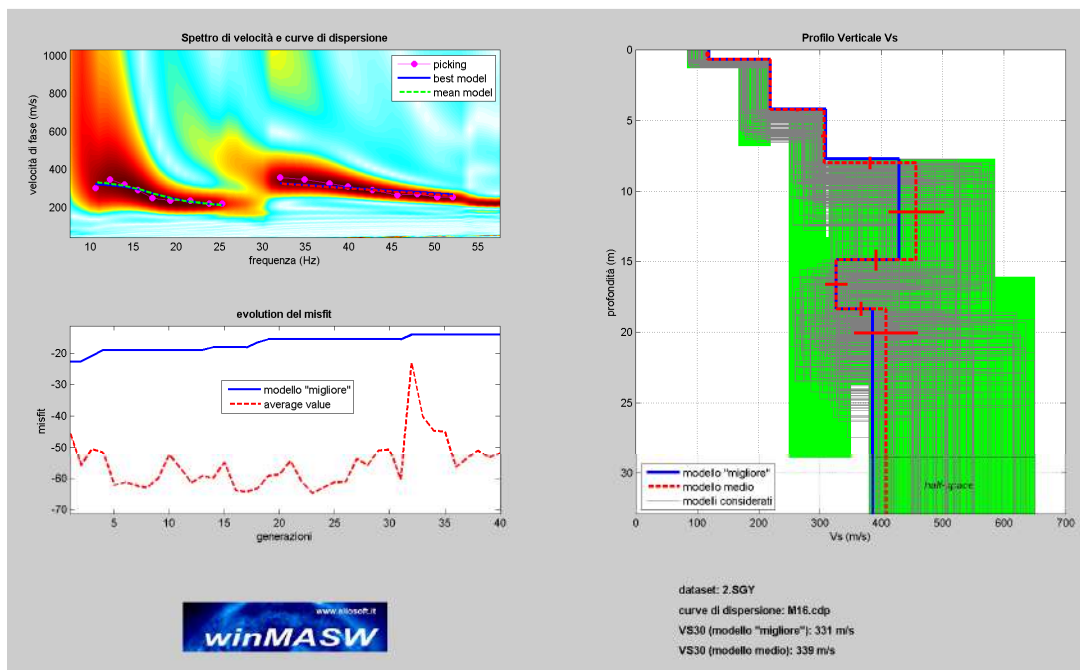 Spettro di velocità e curve di dispersione
1000
800
600
400
200
velocità di fase (m/s)
picking
best model
mean model
10 15 20 25 30 35 40 45 50 55
frequenza (Hz)
evolution del misfit
-20
-30
-40
-50
-60
-70
misfit
modello "migliore"
average value
5 10 15 20 25 30 35 40
generazioni
www.eliosoft.it
winMASW
Profilo Verticale Vs
0
5
10
15
20
25
30
profondità (m)
modello "migliore"
modello medio
modelli considerati
half-space
0 100 200 300 400 500 600 700
Vs (m/s)
dataset: 2.SGY
curve di dispersione: M16.cdp
VS30 (modello "migliore"): 331 m/s
VS30 (modello medio): 339 m/s